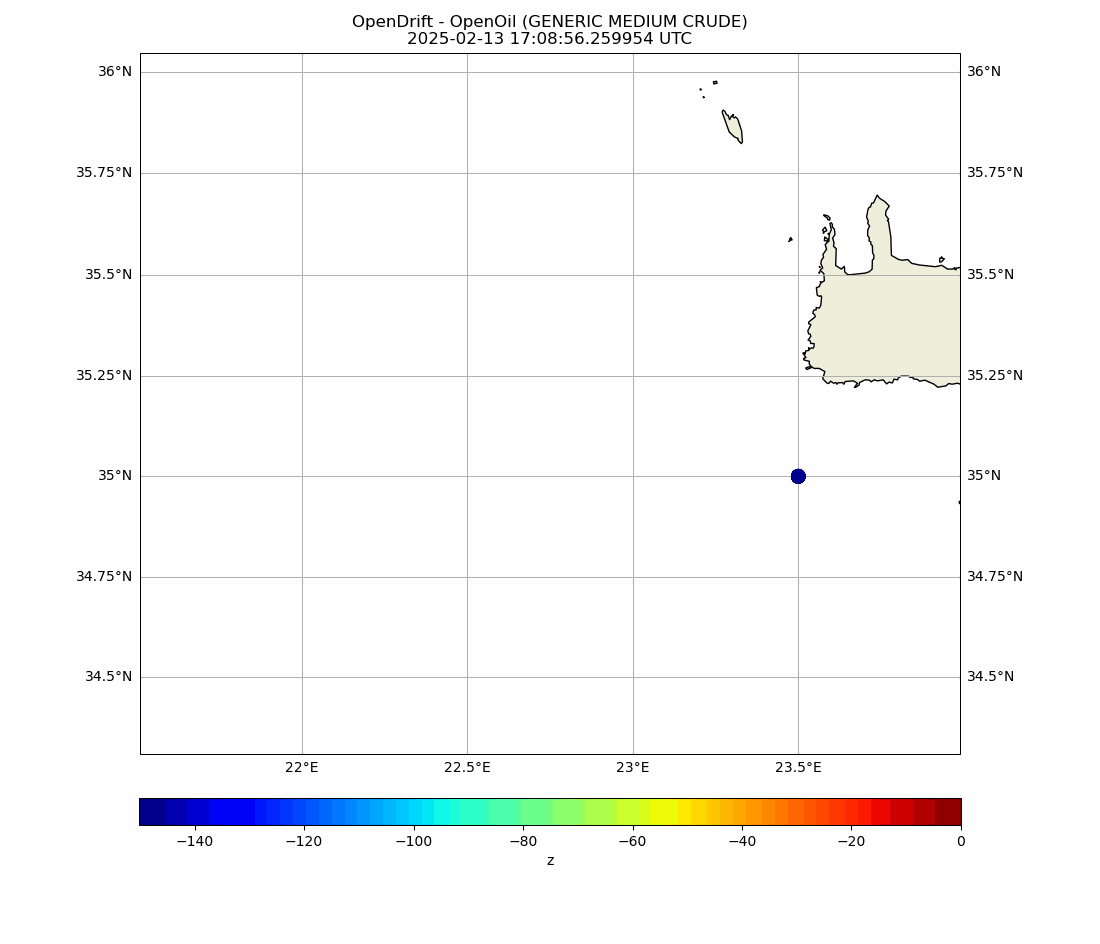 OpenDrift - OpenOil (GENERIC MEDIUM CRUDE)
2025-02-13 17:08:56.259954 UTC
36°N 36°N
35.75°N 35.75°N
35.5°N 35.5°N
35.25°N 35.25°N
35°N 35°N
34.75°N 34.75°N
34.5°N 34.5°N
22°E 22.5°E 23°E 23.5°E
−140 −120 −100 −80 −60 −40 −20 0
z